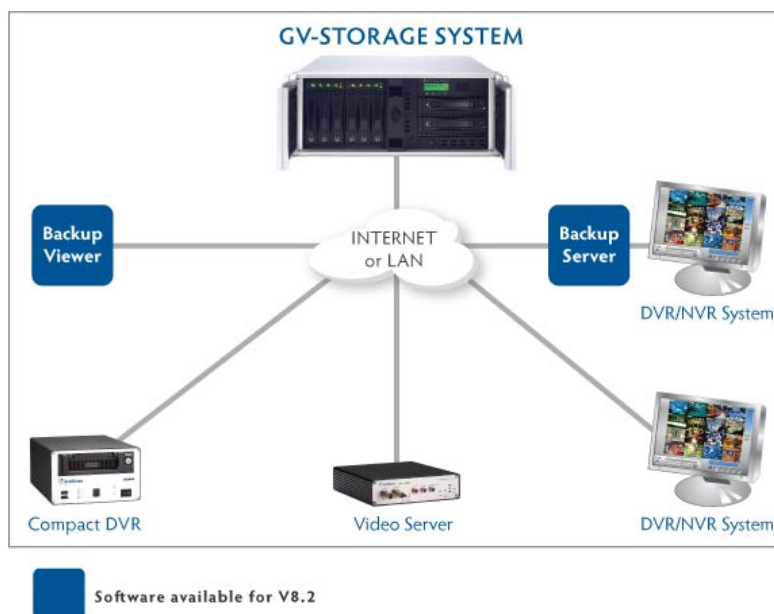 GV-STORAGE SYSTEM
Backup
Viewer
INTERNET
or LAN
Backup
Server
DVR/NVR System
Compact DVR
Video Server
DVR/NVR System
Software available for V8.2